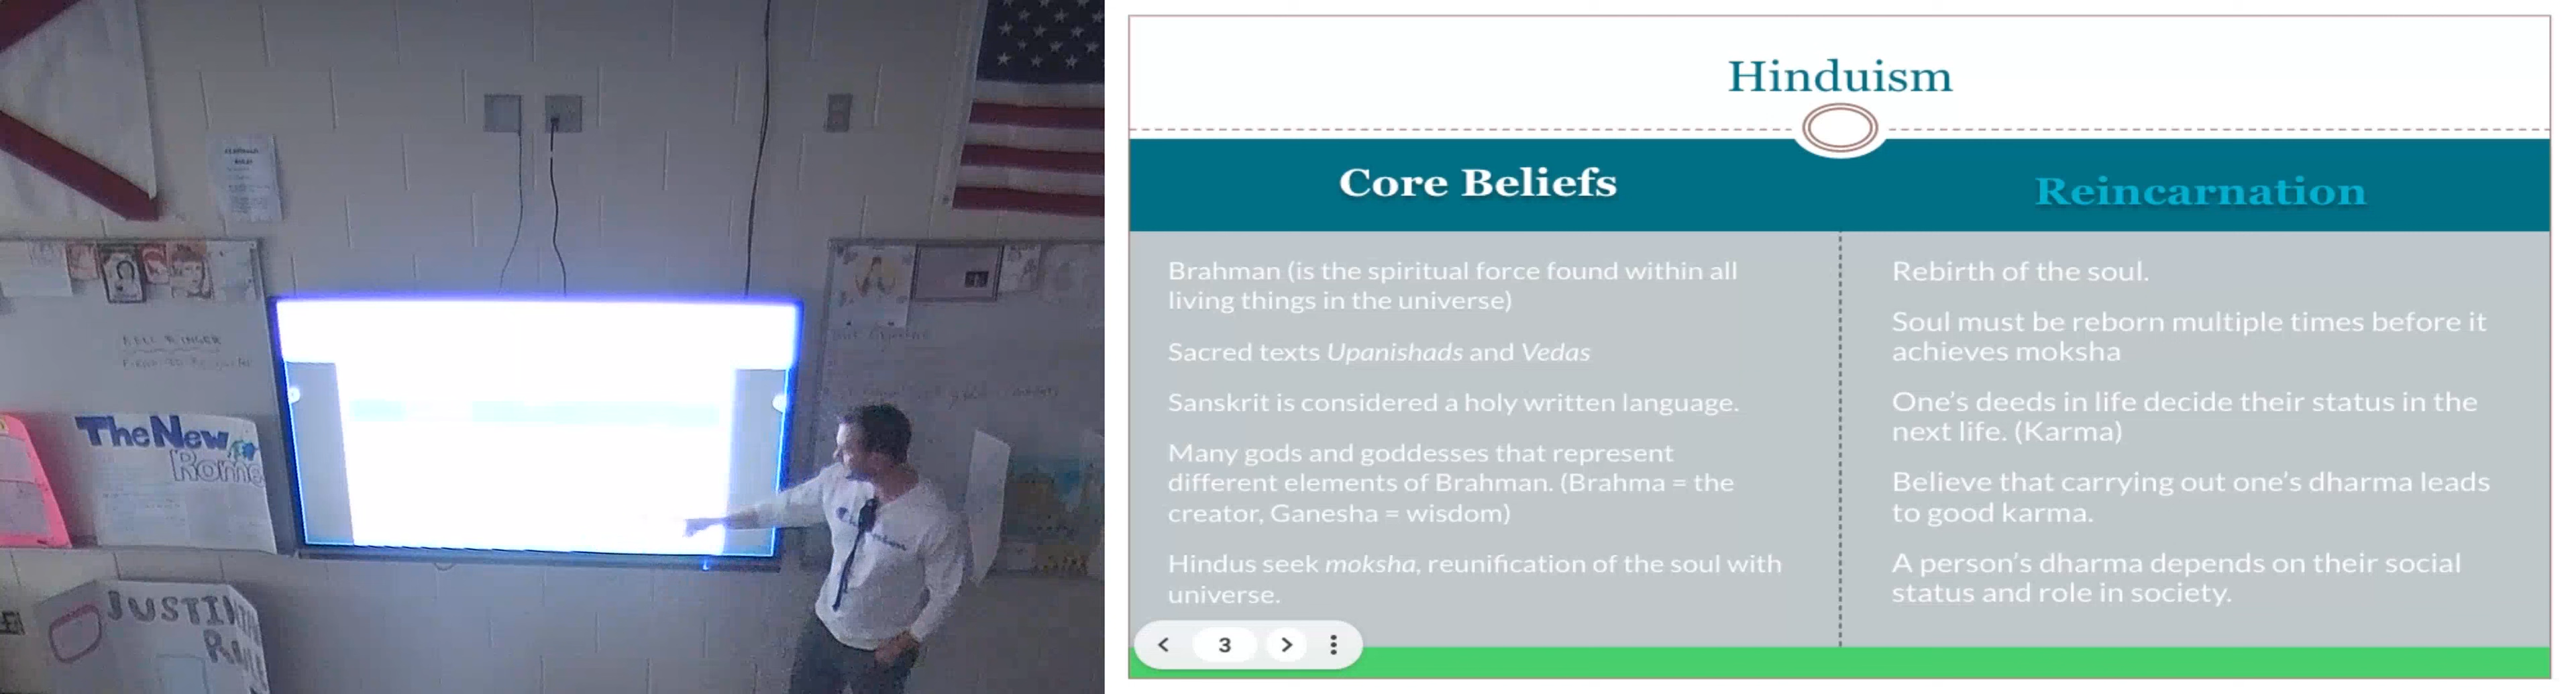 BELL RINGER
The New
Rome
JUSTINIAN
Hinduism
Core Beliefs
Reincarnation
Brahman (is the spiritual force found within all
living things in the universe)
Sacred texts Upanishads and Vedas
Sanskrit is considered a holy written language.
Many gods and goddesses that represent
different elements of Brahman. (Brahma = the
creator, Ganesha = wisdom)
Hindus seek moksha, reunification of the soul with
universe.
Rebirth of the soul.
Soul must be reborn multiple times before it
achieves moksha
One's deeds in life decide their status in the
next life. (Karma)
Believe that carrying out one's dharma leads
to good karma.
A person's dharma depends on their social
status and role in society.
3